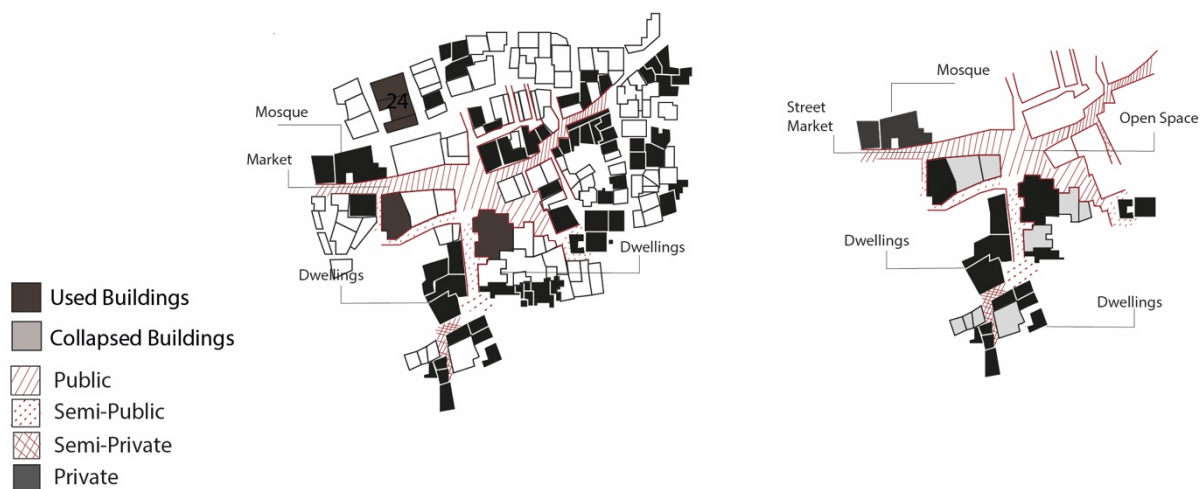 24
Mosque
Market
Dwellings
Dwellings
Used Buildings
Collapsed Buildings
Public
Semi-Public
Semi-Private
Private
Mosque
Street
Market
Open Space
Dwellings
Dwellings